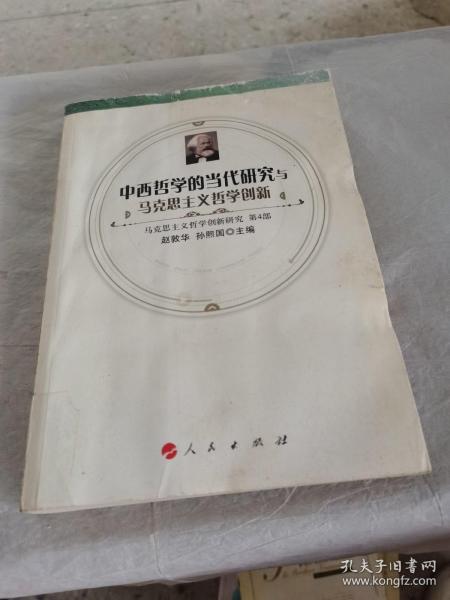 中西哲学的当代研究与
马克思主义哲学创新
马克思主义哲学创新研究 第4部
赵敦华 孙熙国○主编
人民出版社
孔夫子旧书网
www.kongfz.com